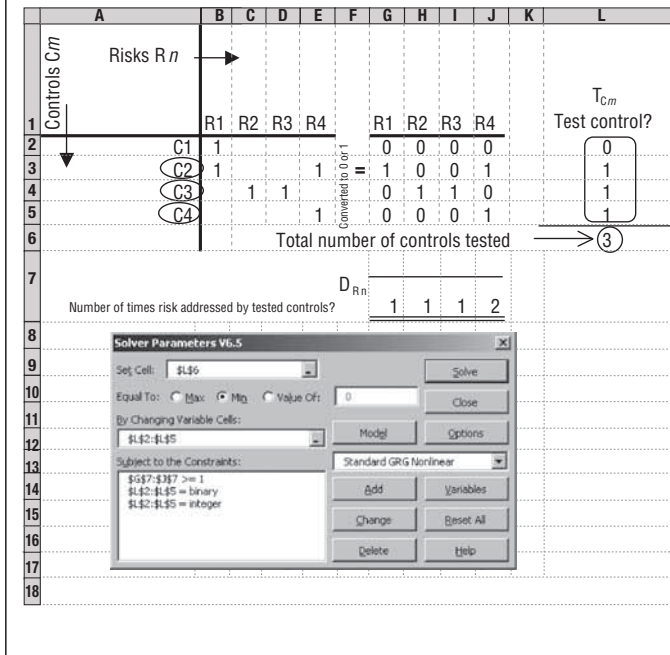 A B C D E F G H I J K L
Controls Cm
Risks R n
T Cm
1 R1 R2 R3 R4 R1 R2 R3 R4 Test control?
2 C1 1 0 0 0 0 0
3 C2 1 1 = 1 0 0 1 1
4 C3 1 1 0 1 1 0 1
5 C4 1 0 0 0 1 1
Converted to 0 or 1
6 Total number of controls tested 3
7 D Rn
Number of times risk addressed by tested controls? 1 1 1 2
8
9
10
11
12
13
14
15
16
17
18
Solver Parameters V6.5
Set Cell: $L$6 Solve
Equal To: Max Min Value Of: 0 Close
By Changing Variable Cells:
$L$2:$L$5 Model Options
Subject to the Constraints: Standard GRG Nonlinear
$G$7:$J$7 >= 1
$L$2:$L$5 = binary
$L$2:$L$5 = integer
Add Variables
Change Reset All
Delete Help